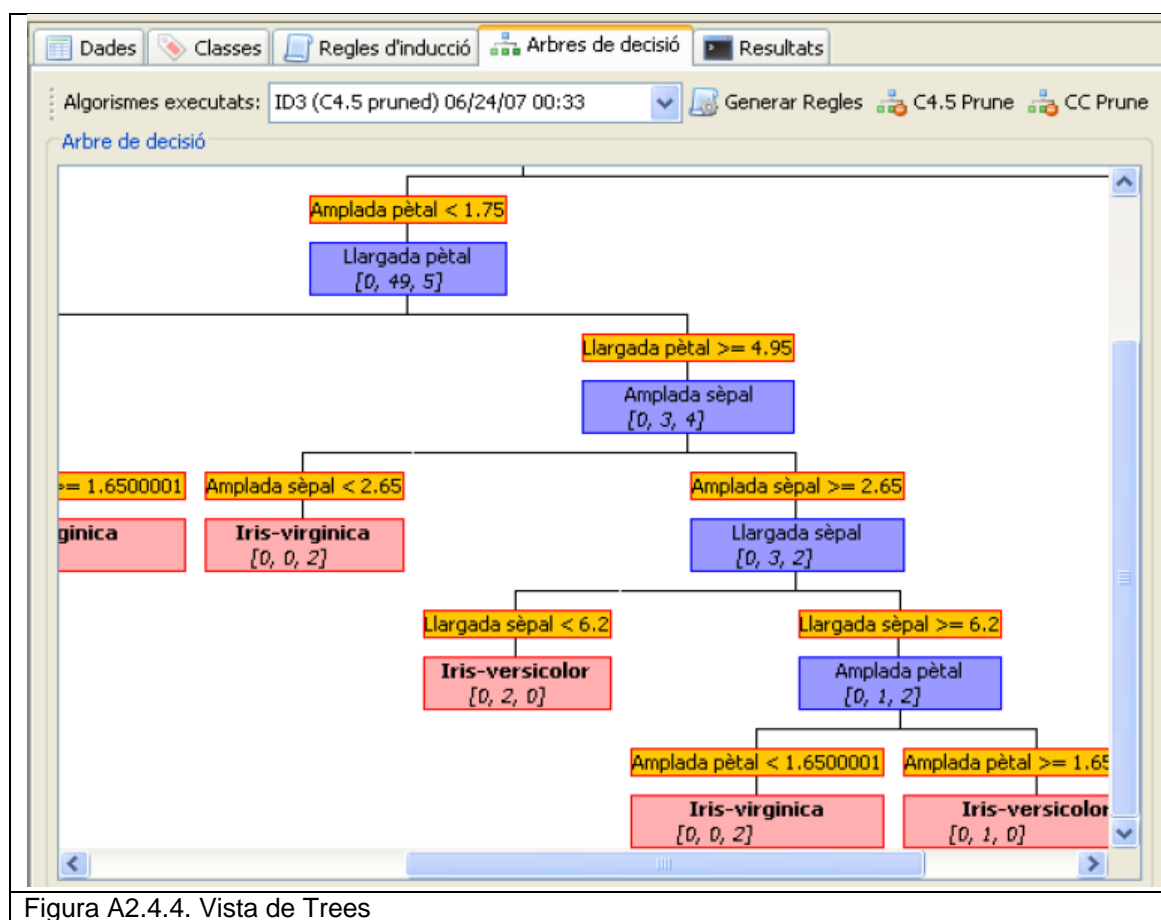 Dades Classes Regles d'inducció Arbres de decisió Resultats
Algorismes executats: ID3 (C4.5 pruned) 06/24/07 00:33 Generar Regles C4.5 Prune CC Prune
Arbre de decisió
Amplada pètal < 1.75
Llargada pètal
[0, 49, 5]
Llargada pètal >= 4.95
Amplada sèpal
[0, 3, 4]
>= 1.6500001 Amplada sèpal < 2.65 Amplada sèpal >= 2.65
ginica Iris-virginica Llargada sèpal
[0, 0, 2] [0, 3, 2]
Llargada sèpal < 6.2 Llargada sèpal >= 6.2
Iris-versicolor Amplada pètal
[0, 2, 0] [0, 1, 2]
Amplada pètal < 1.6500001 Amplada pètal >= 1.65
Iris-virginica Iris-versicolor
[0, 0, 2] [0, 1, 0]
Figura A2.4.4. Vista de Trees